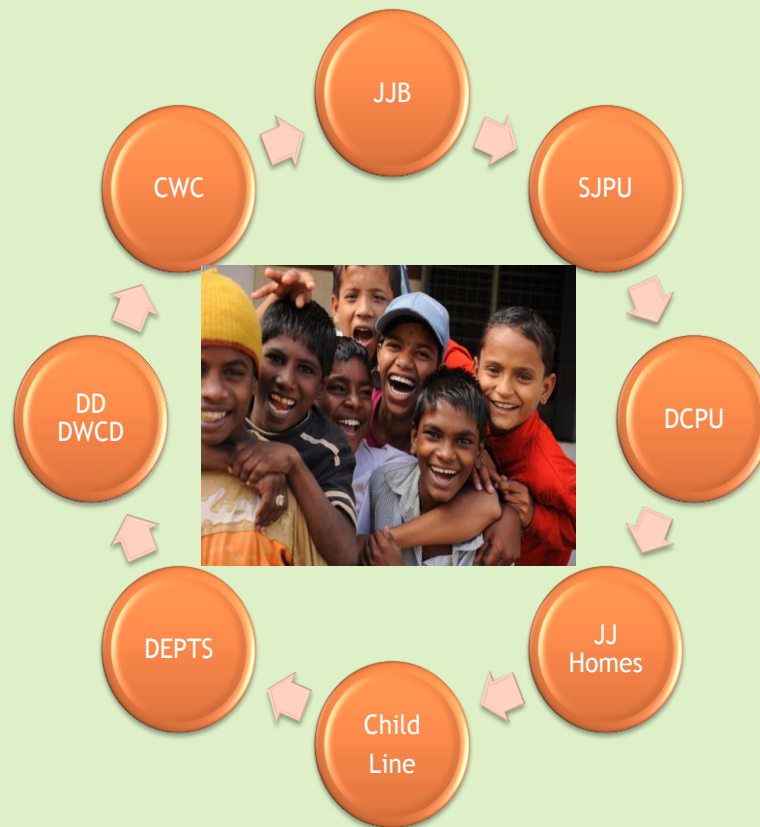 JJB
SJPU
DCPU
JJ
Homes
Child
Line
DEPTS
DD
DWCD
CWC